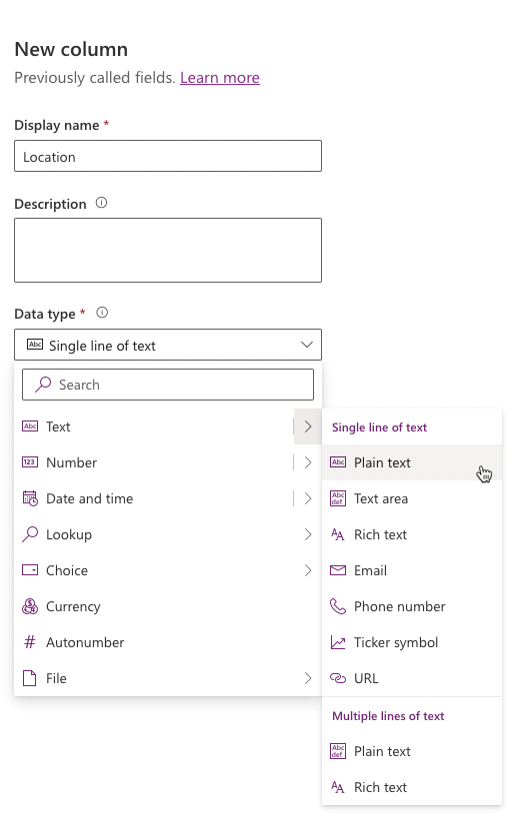 New column
Previously called fields. Learn more
Display name *
Location
Description
Data type *
Abc Single line of text
Search
Abc Text
123 Number
Date and time
Lookup
Choice
Currency
# Autonumber
File
Single line of text
Abc Plain text
Abc def Text area
AA Rich text
Email
Phone number
Ticker symbol
URL
Multiple lines of text
Abc def Plain text
AA Rich text